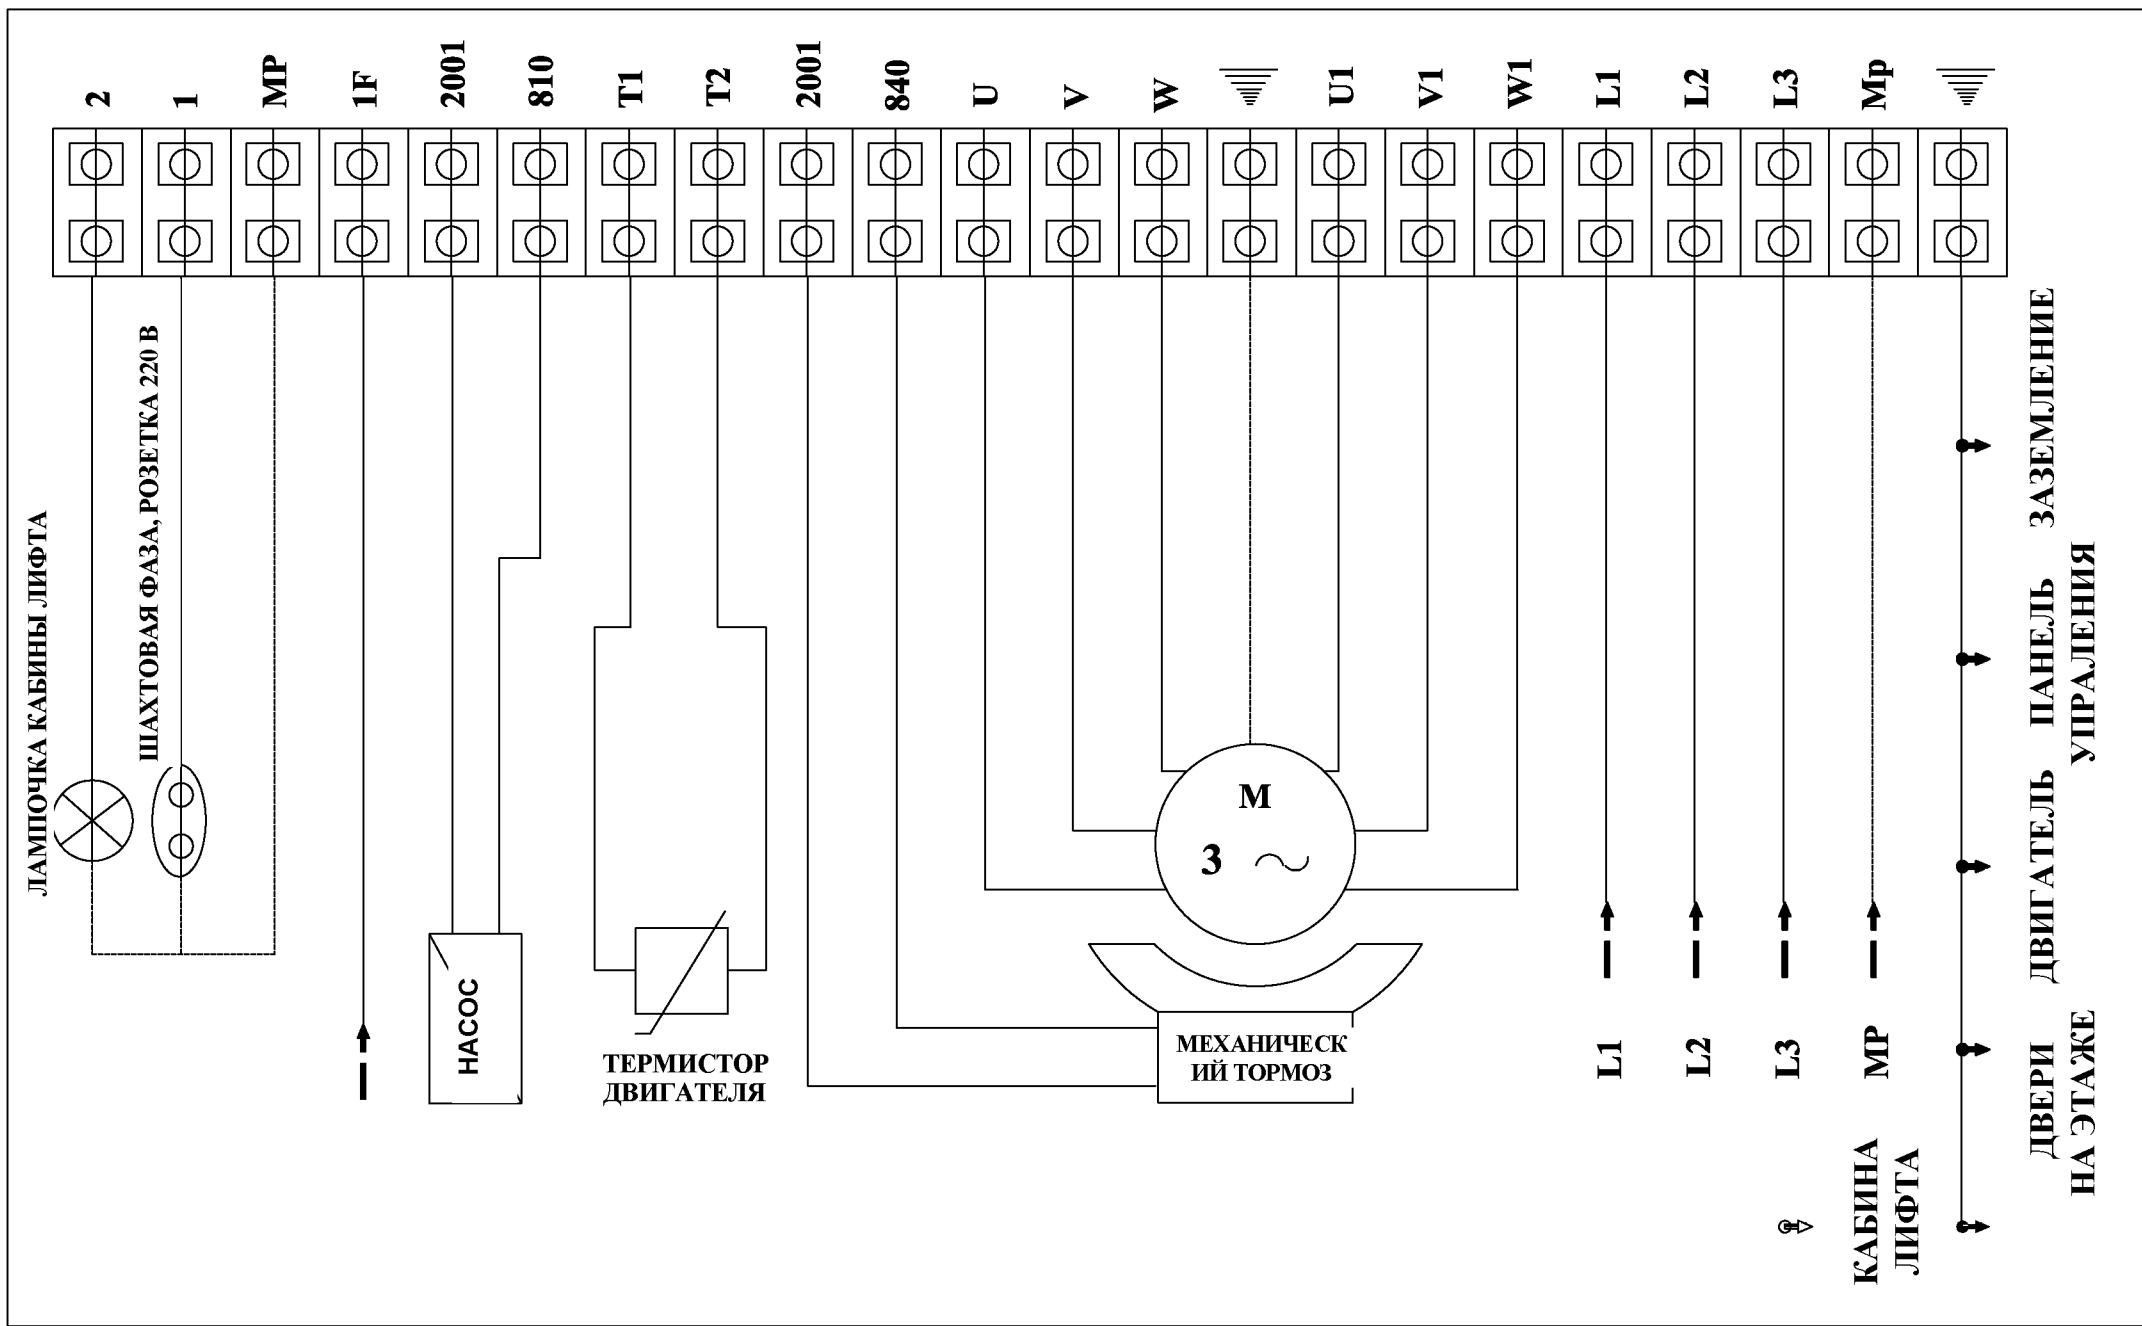 2
1
MP
1F
2001
810
T1
T2
2001
840
U
V
W
U1
V1
W1
L1
L2
L3
Mp
ЛАМПОЧКА КАБИНЫ ЛИФТА
ШАХТОВАЯ ФАЗА, РОЗЕТКА 220 В
НАСОС
ТЕРМИСТОР
ДВИГАТЕЛЯ
M
3
МЕХАНИЧЕСК
ИЙ ТОРМОЗ
L1
L2
L3
MP
ЗАЗЕМЛЕНИЕ
ПАНЕЛЬ
УПРАЛЕНИЯ
ДВИГАТЕЛЬ
ДВЕРИ
НА ЭТАЖЕ
КАБИНА
ЛИФТА